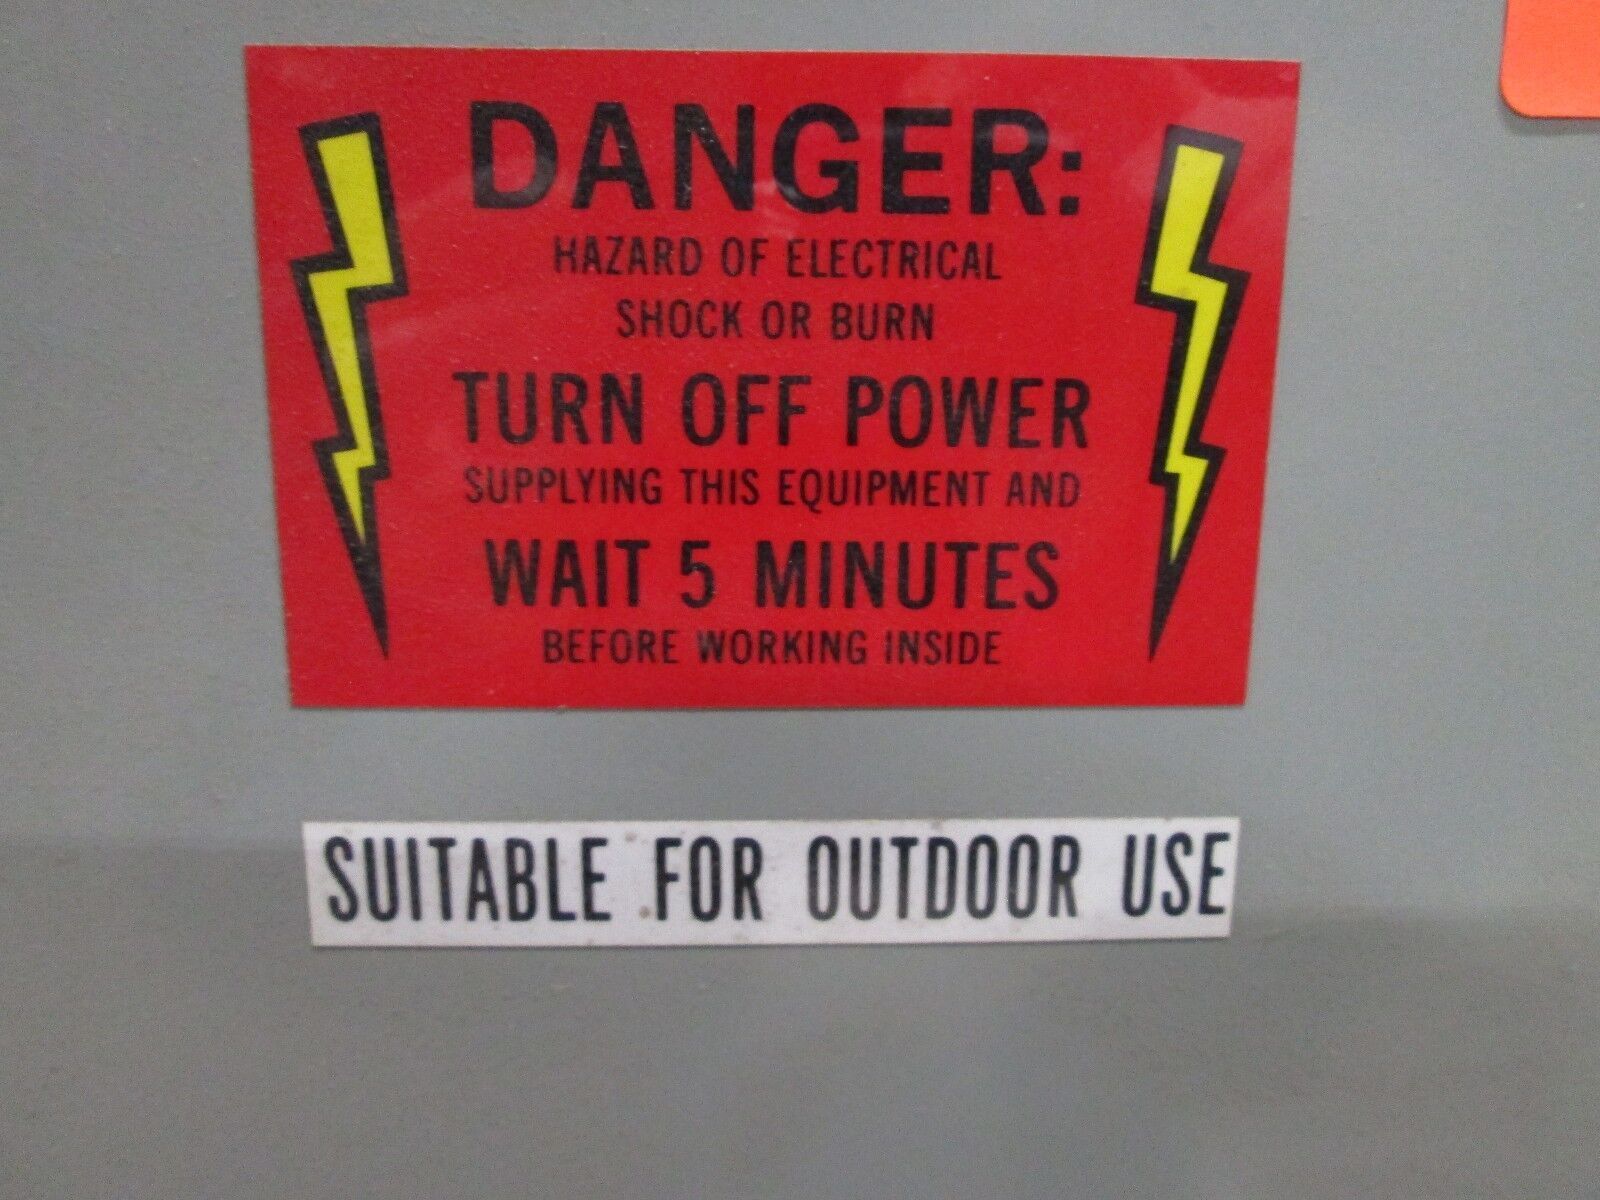 DANGER:
HAZARD OF ELECTRICAL
SHOCK OR BURN
TURN OFF POWER
SUPPLYING THIS EQUIPMENT AND
WAIT 5 MINUTES
BEFORE WORKING INSIDE
SUITABLE FOR OUTDOOR USE